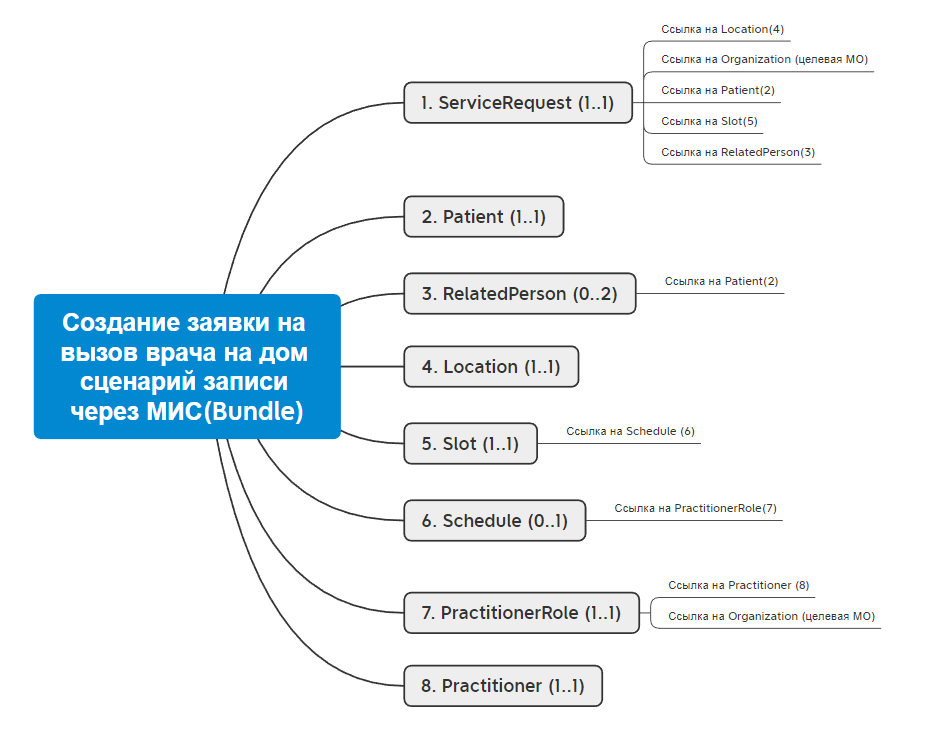 Создание заявки на
вызов врача на дом
сценарий записи
через МИС(Bundle)
1. ServiceRequest (1..1)
Ссылка на Location(4)
Ссылка на Organization (целевая МО)
Ссылка на Patient(2)
Ссылка на Slot(5)
Ссылка на RelatedPerson(3)
2. Patient (1..1)
3. RelatedPerson (0..2)
Ссылка на Patient(2)
4. Location (1..1)
5. Slot (1..1)
Ссылка на Schedule (6)
6. Schedule (0..1)
Ссылка на PractitionerRole(7)
7. PractitionerRole (1..1)
Ссылка на Practitioner (8)
Ссылка на Organization (целевая МО)
8. Practitioner (1..1)